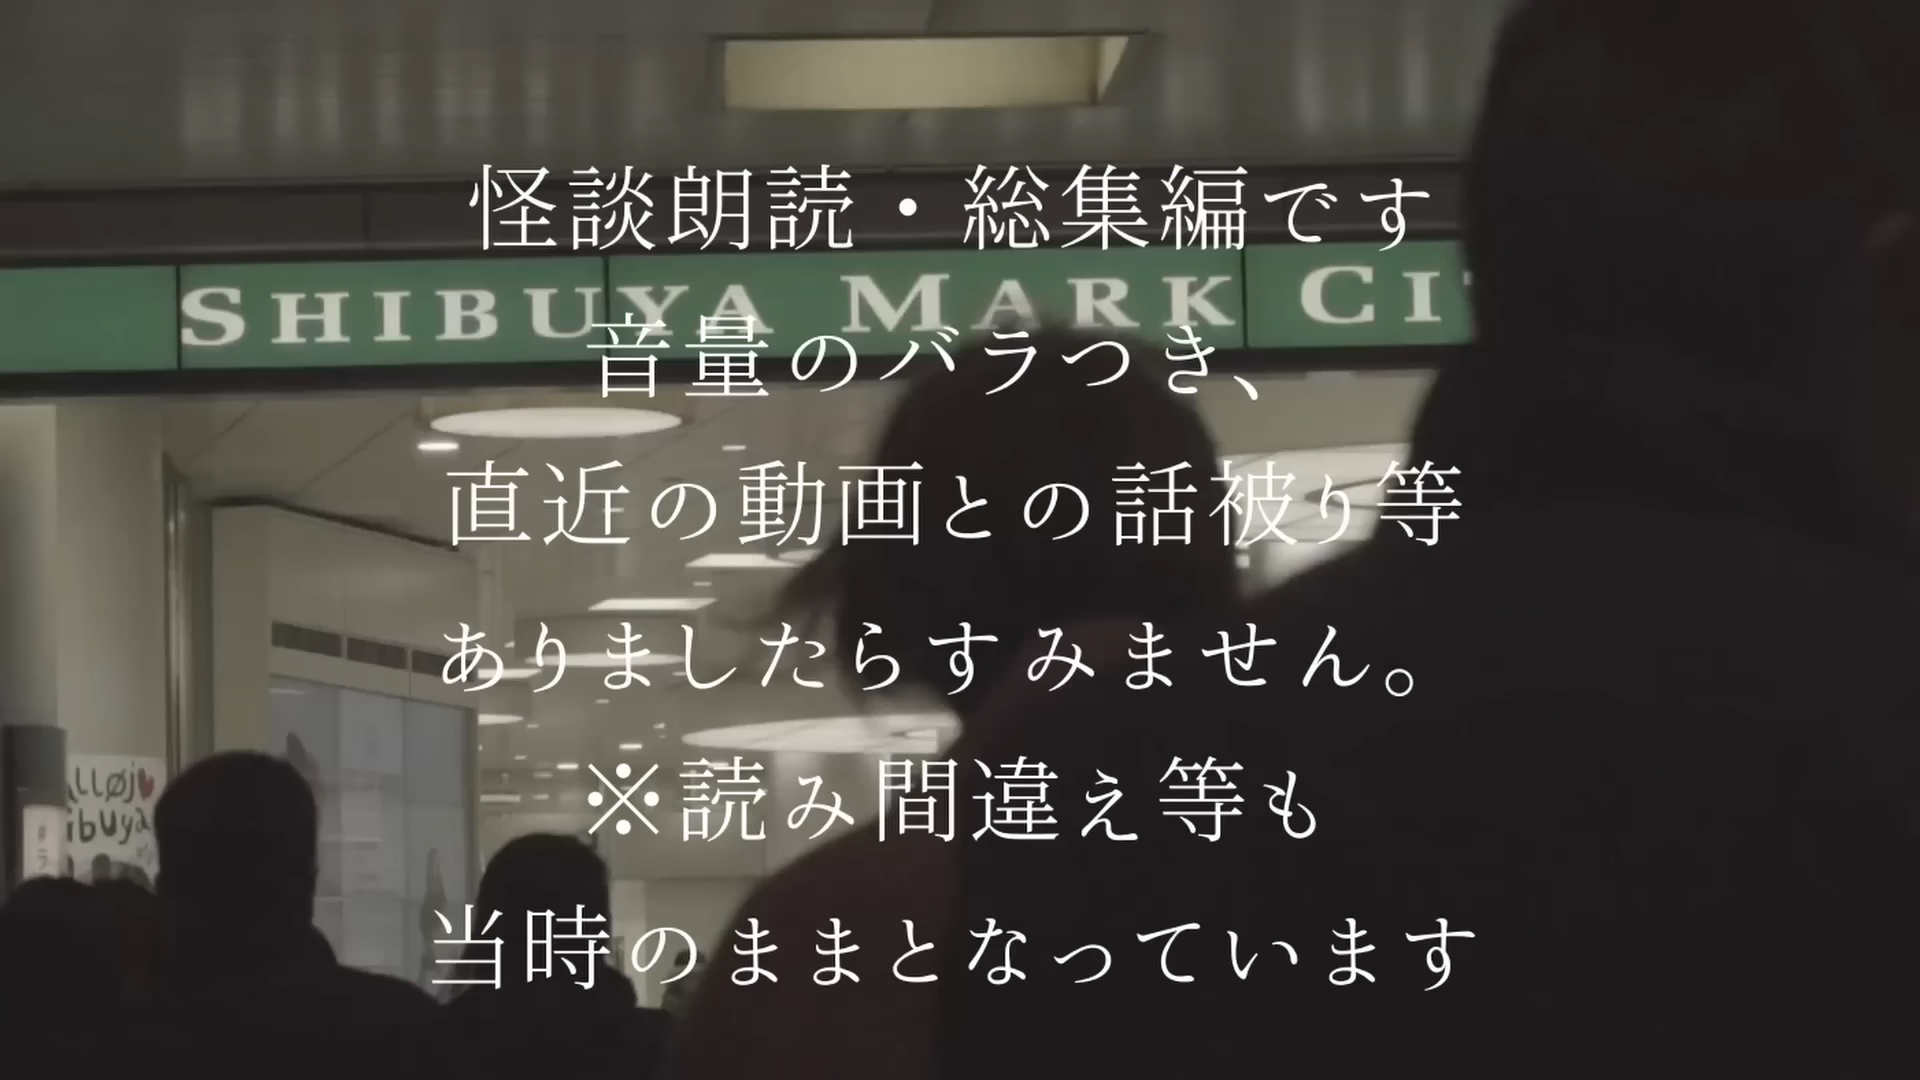 怪談朗読・総集編です
SHIBUYA MARK CI
音量のバラつき、
直近の動画との話被り等
ありましたらすみません。
※読み間違え等も
当時のままとなっています